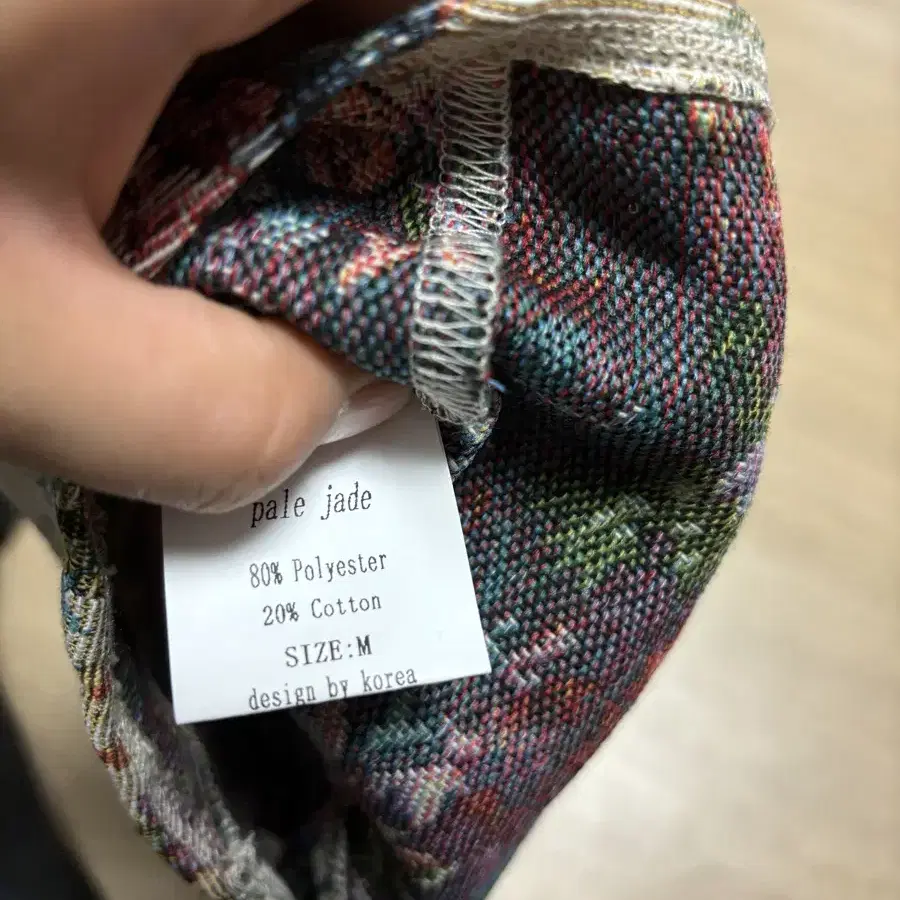 pale jade
80% Polyester
20% Cotton
SIZE:M
design by korea